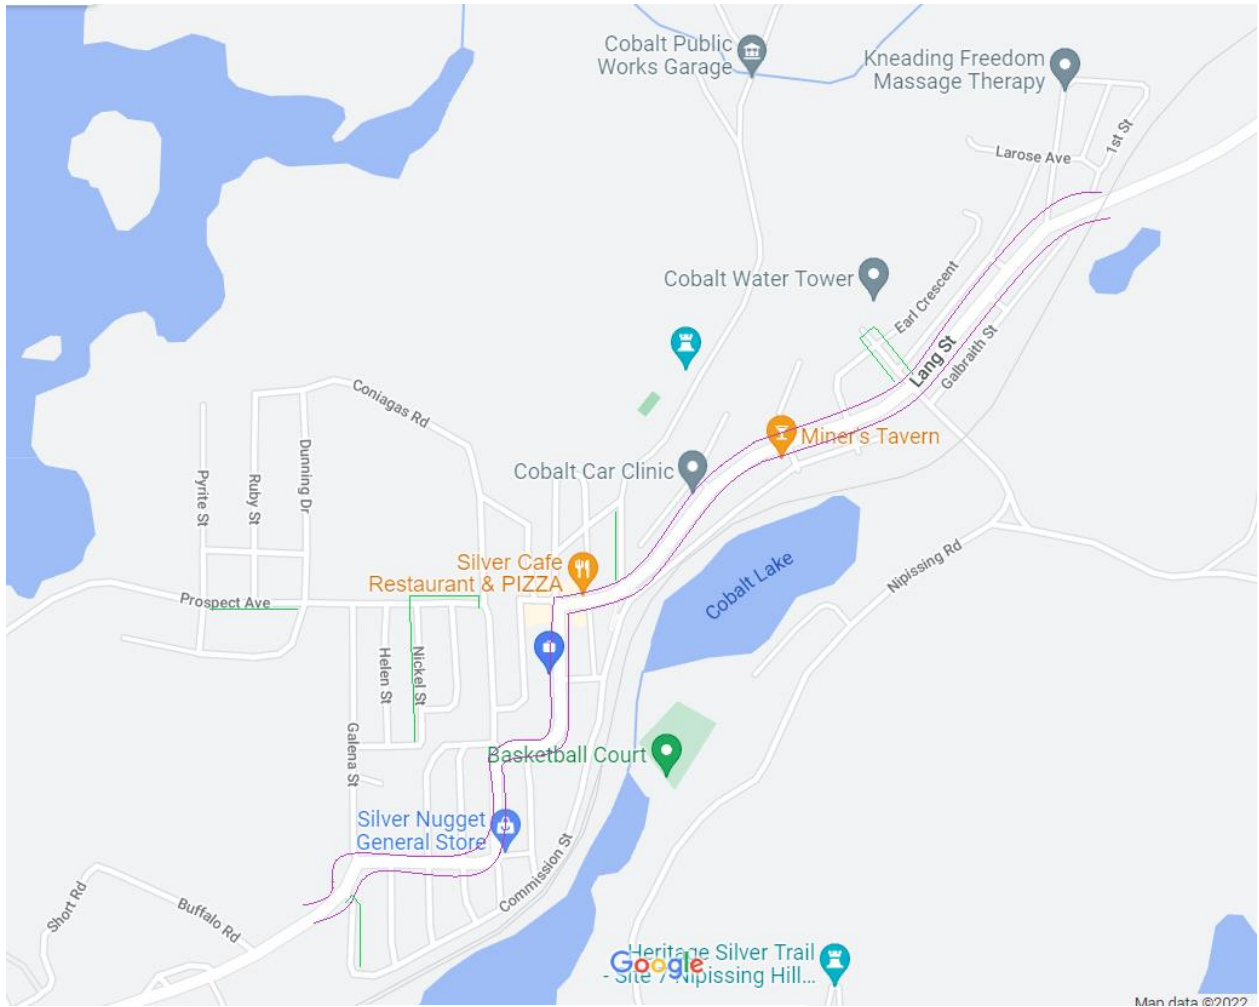 Cobalt Public
Works Garage
Kneading Freedom
Massage Therapy
1st St
Larose Ave
Cobalt Water Tower
Earl Crescent
Lang St
Galbraith St
Coniagas Rd
Miner's Tavern
Dunning Dr
Cobalt Car Clinic
Pyrite St
Ruby St
Nipissing Rd
Silver Cafe
Restaurant & PIZZA
Cobalt Lake
Prospect Ave
Helen St
Nickel St
Galena St
Basketball Court
Silver Nugget
General Store
Commission St
Short Rd
Buffalo Rd
Heritage Silver Trail
- Site 7 Nipissing Hill...
Google
Map data ©2022